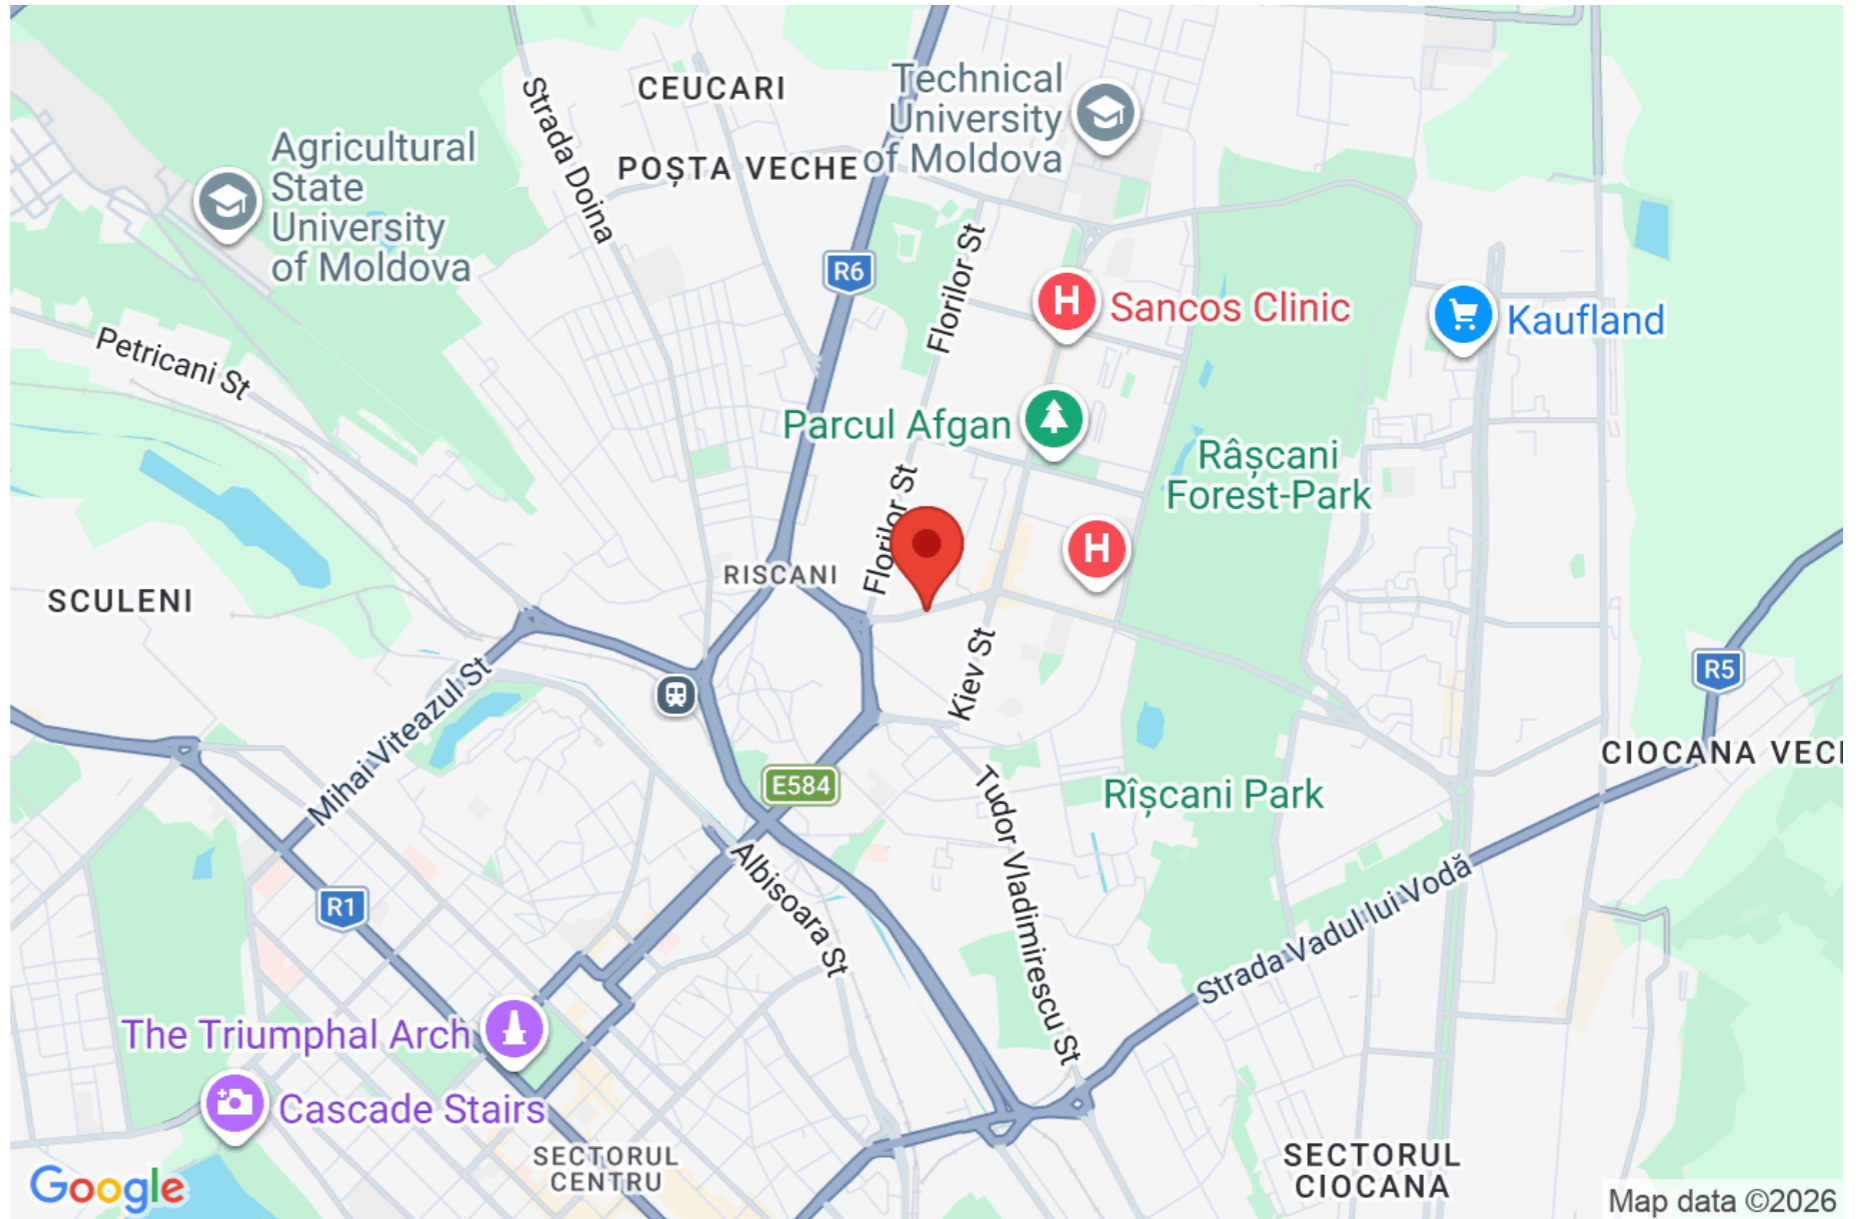 CEUCARI
Technical
University
of Moldova
Strada Doina
Agricultural
State
University
of Moldova
POȘTA VECHE
R6
Florilor St
Sancos Clinic
Kaufland
Petricani St
Parcul Afgan
Râșcani
Forest-Park
Florilor St
RISCANI
SCULENI
Kiev St
Mihai Viteazul St
R5
CIOCANA VECI
E584
Rîșcani Park
Tudor Vladimirescu St
Albisoara St
R1
Strada Vadul lui Vodă
The Triumphal Arch
Cascade Stairs
SECTORUL
CENTRU
SECTORUL
CIOCANA
Google
Map data ©2026